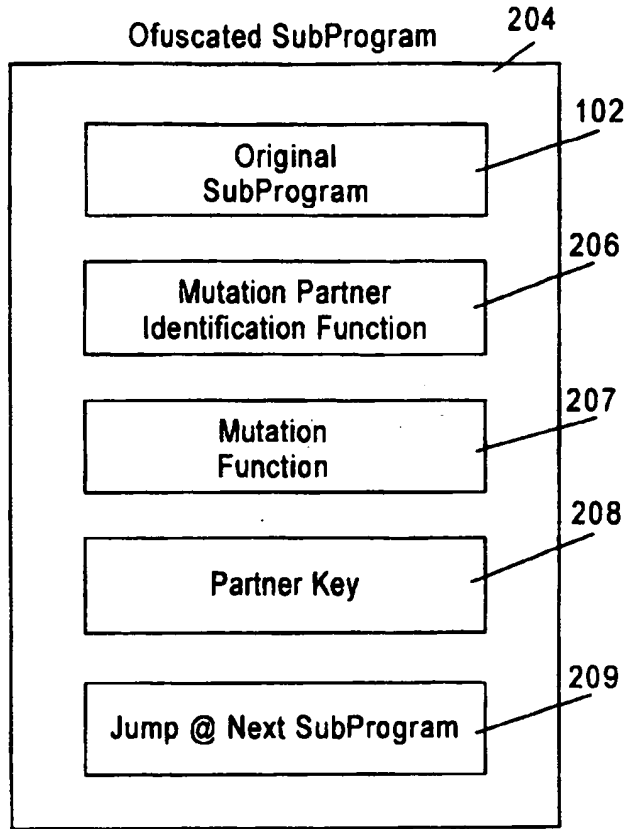 Ofuscated SubProgram
204
102
Original
SubProgram
206
Mutation Partner
Identification Function
207
Mutation
Function
208
Partner Key
209
Jump @ Next SubProgram